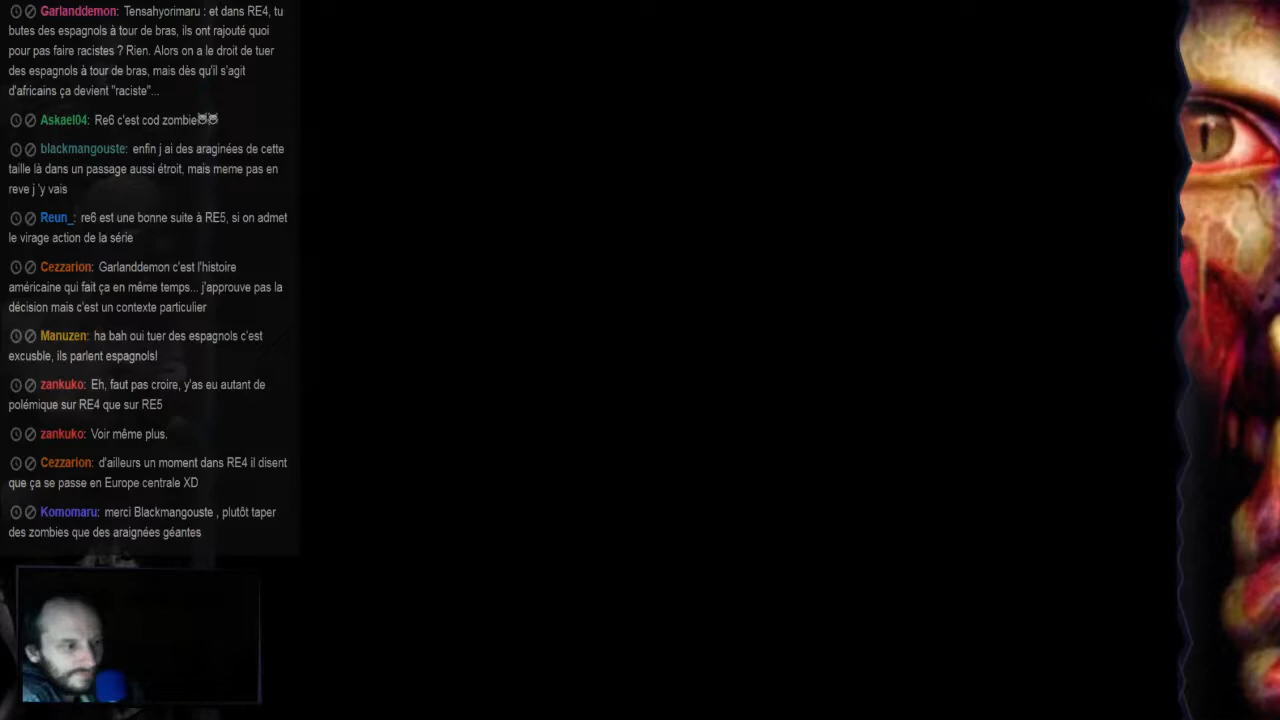 Garlanddemon: Tensahyorimaru : et dans RE4, tu
butes des espagnols à tour de bras, ils ont rajouté quoi
pour pas faire racistes ? Rien. Alors on a le droit de tuer
des espagnols à tour de bras, mais dès qu'il s'agit
d'africains ça devient "raciste"...
Askael04: Re6 c'est cod zombie
blackmangouste: enfin j ai des araginées de cette
taille là dans un passage aussi étroit, mais meme pas en
reve j 'y vais
Reun_: re6 est une bonne suite à RE5, si on admet
le virage action de la série
Cezzarion: Garlanddemon c'est l'histoire
américaine qui fait ça en même temps... j'approuve pas la
décision mais c'est un contexte particulier
Manuzen: ha bah oui tuer des espagnols c'est
excusble, ils parlent espagnols!
zankuko: Eh, faut pas croire, y'as eu autant de
polémique sur RE4 que sur RE5
zankuko: Voir même plus.
Cezzarion: d'ailleurs un moment dans RE4 il disent
que ça se passe en Europe centrale XD
Komomaru: merci Blackmangouste , plutôt taper
des zombies que des araignées géantes